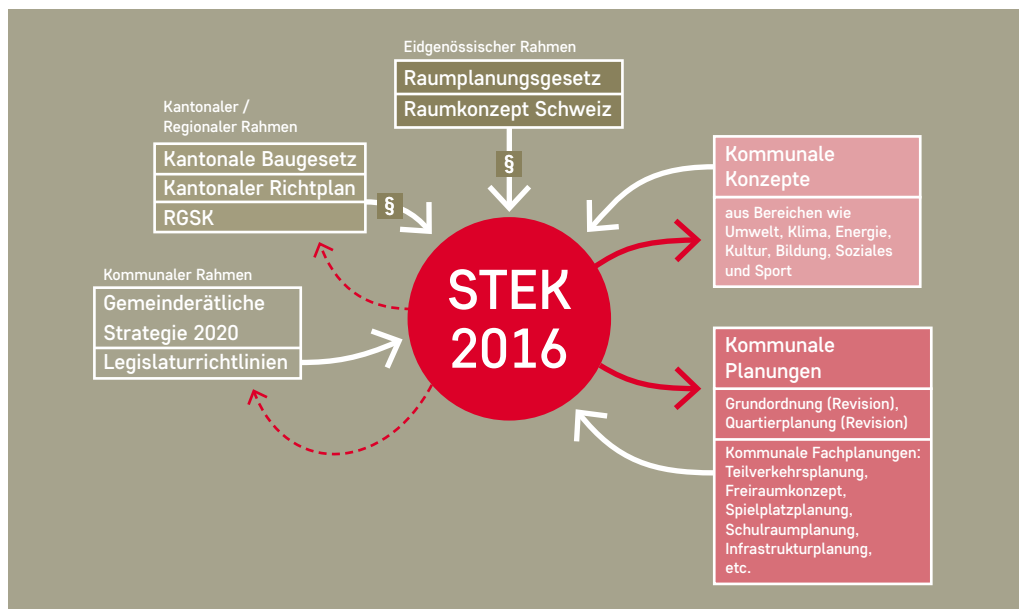 Eidgenössischer Rahmen
Raumplanungsgesetz
Raumkonzept Schweiz
§
Kantonaler /
Regionaler Rahmen
Kantonale Baugesetz
Kantonaler Richtplan
RGSK
§
Kommunaler Rahmen
Gemeinderätliche
Strategie 2020
Legislaturrichtlinien
STEK
2016
Kommunale
Konzepte
aus Bereichen wie
Umwelt, Klima, Energie,
Kultur, Bildung, Soziales
und Sport
Kommunale
Planungen
Grundordnung (Revision),
Quartierplanung (Revision)
Kommunale Fachplanungen:
Teilverkehrsplanung,
Freiraumkonzept,
Spielplatzplanung,
Schulraumplanung,
Infrastrukturplanung,
etc.